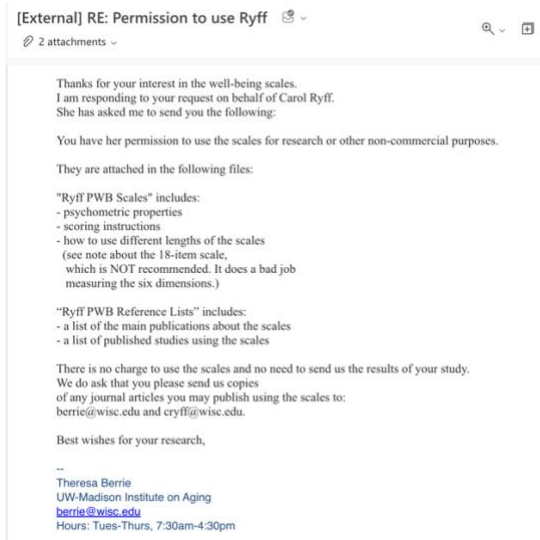 [External] RE: Permission to use Ryff
2 attachments
Thanks for your interest in the well-being scales.
I am responding to your request on behalf of Carol Ryff.
She has asked me to send you the following:
You have her permission to use the scales for research or other non-commercial purposes.
They are attached in the following files:
"Ryff PWB Scales" includes:
- psychometric properties
- scoring instructions
- how to use different lengths of the scales
(see note about the 18-item scale,
which is NOT recommended. It does a bad job
measuring the six dimensions.)
“Ryff PWB Reference Lists” includes:
- a list of the main publications about the scales
- a list of published studies using the scales
There is no charge to use the scales and no need to send us the results of your study.
We do ask that you please send us copies
of any journal articles you may publish using the scales to:
berrie@wisc.edu and cryff@wisc.edu.
Best wishes for your research,
--
Theresa Berrie
UW-Madison Institute on Aging
berrie@wisc.edu
Hours: Tues-Thurs, 7:30am-4:30pm